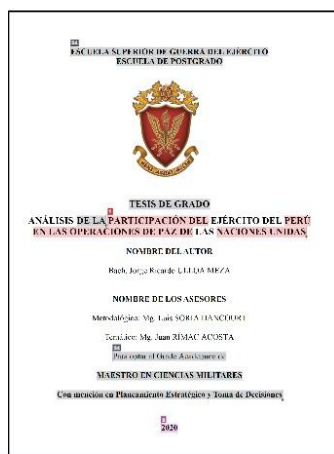 ESCUELA SUPERIOR DE GUERRA DEL EJÉRCITO
ESCUELA DE POSTGRADO
TESIS DE GRADO
ANÁLISIS DE LA PARTICIPACIÓN DEL EJÉRCITO DEL PERÚ
EN LAS OPERACIONES DE PAZ DE LAS NACIONES UNIDAS
NOMBRE DEL AUTOR
Bach. Jorge Ricardo ULLOA MEZA
NOMBRE DE LOS ASESORES
Metodológico: Mg. Luis SORIA DANCOURT
Temático: Mg. Juan RIMAC ACOSTA
Para optar al Grado Académico de
MAESTRO EN CIENCIAS MILITARES
Con mención en Planeamiento Estratégico y Toma de Decisiones
2020